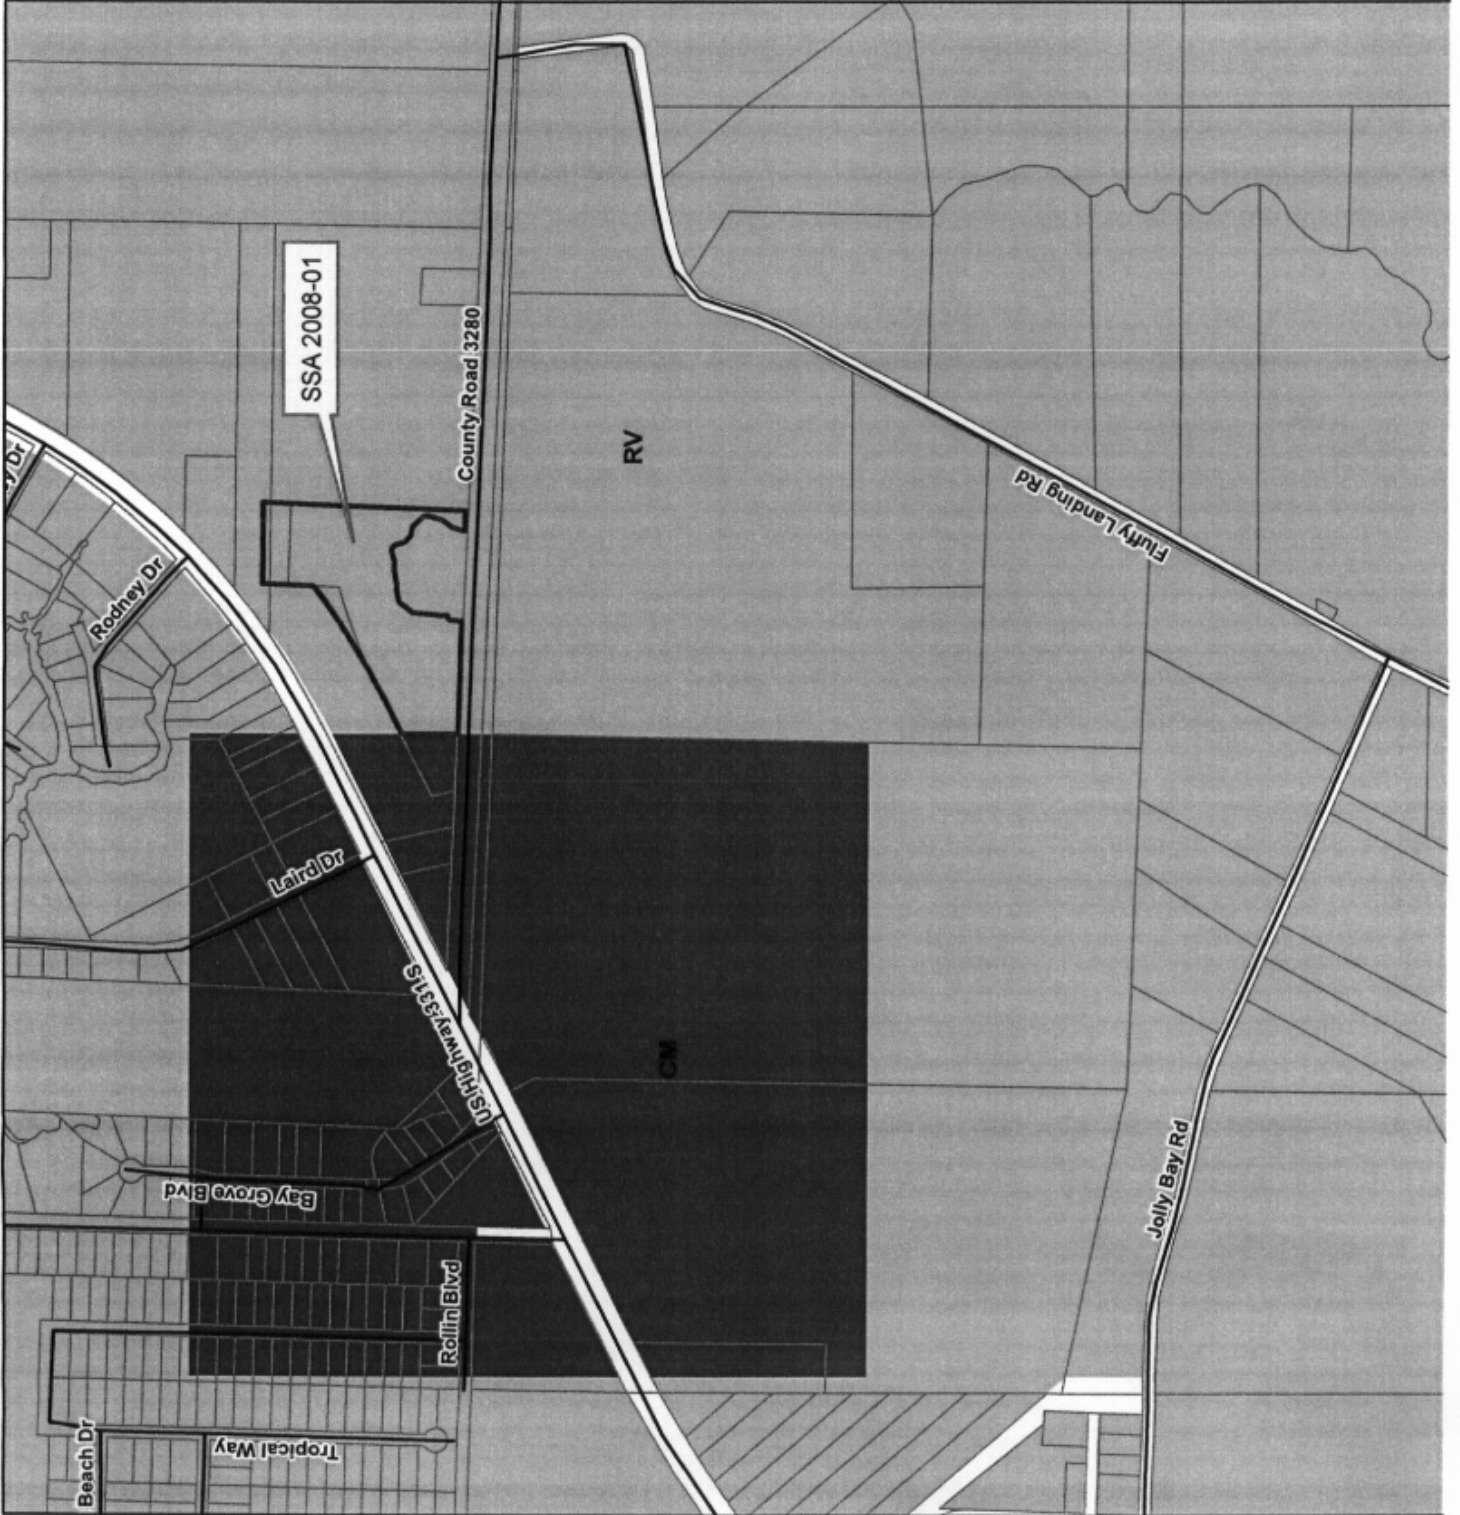 SSA 2008-01
County Road 3280
RV
Fluffy Landing Rd
Rodney Dr
Laird Dr
US Highway 331 S
CM
Bay Grove Blvd
Rollin Blvd
Jolly Bay Rd
Beach Dr
Tropical Way
Dr